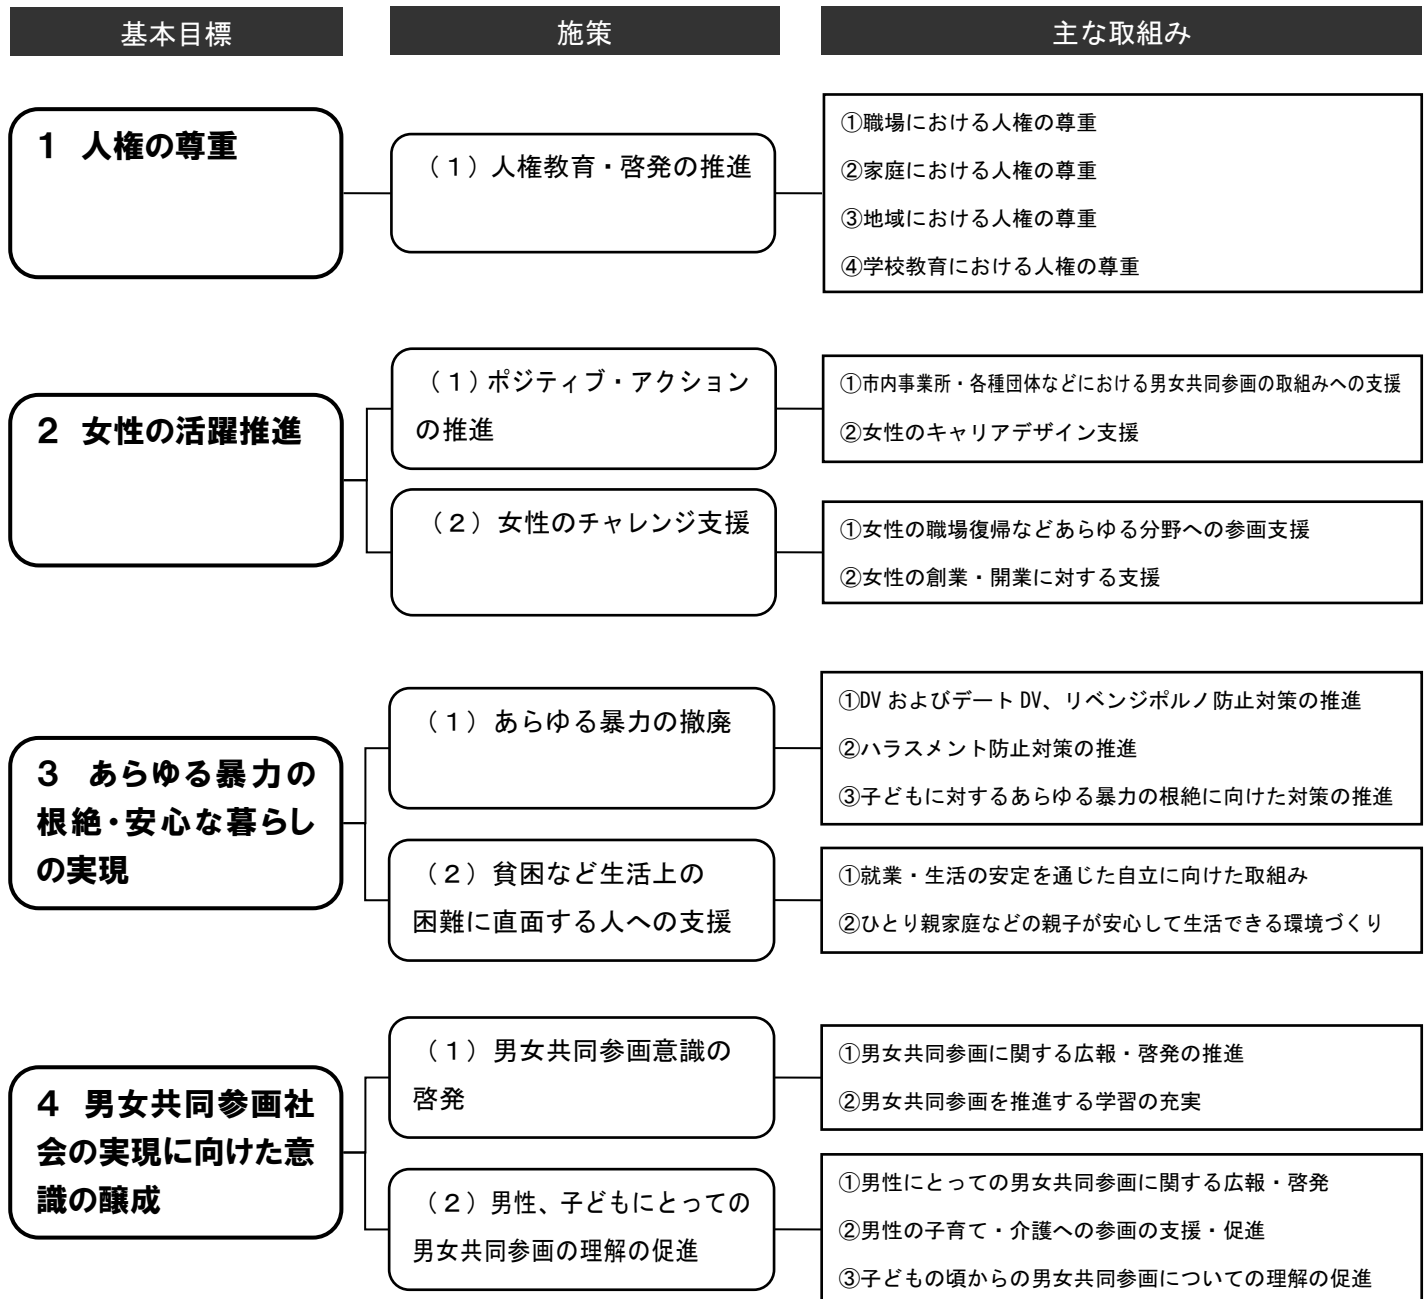 基本目標
施策
主な取組み
1 人権の尊重
（1）人権教育・啓発の推進
①職場における人権の尊重
②家庭における人権の尊重
③地域における人権の尊重
④学校教育における人権の尊重
2 女性の活躍推進
（1）ポジティブ・アクション
の推進
①市内事業所・各種団体などにおける男女共同参画の取組みへの支援
②女性のキャリアデザイン支援
（2）女性のチャレンジ支援
①女性の職場復帰などあらゆる分野への参画支援
②女性の創業・開業に対する支援
3 あらゆる暴力の
根絶・安心な暮らし
の実現
（1）あらゆる暴力の撤廃
①DV およびデート DV、リベンジポルノ防止対策の推進
②ハラスメント防止対策の推進
③子どもに対するあらゆる暴力の根絶に向けた対策の推進
（2）貧困など生活上の
困難に直面する人への支援
①就業・生活の安定を通じた自立に向けた取組み
②ひとり親家庭などの親子が安心して生活できる環境づくり
4 男女共同参画社
会の実現に向けた意
識の醸成
（1）男女共同参画意識の
啓発
①男女共同参画に関する広報・啓発の推進
②男女共同参画を推進する学習の充実
（2）男性、子どもにとっての
男女共同参画の理解の促進
①男性にとっての男女共同参画に関する広報・啓発
②男性の子育て・介護への参画の支援・促進
③子どもの頃からの男女共同参画についての理解の促進